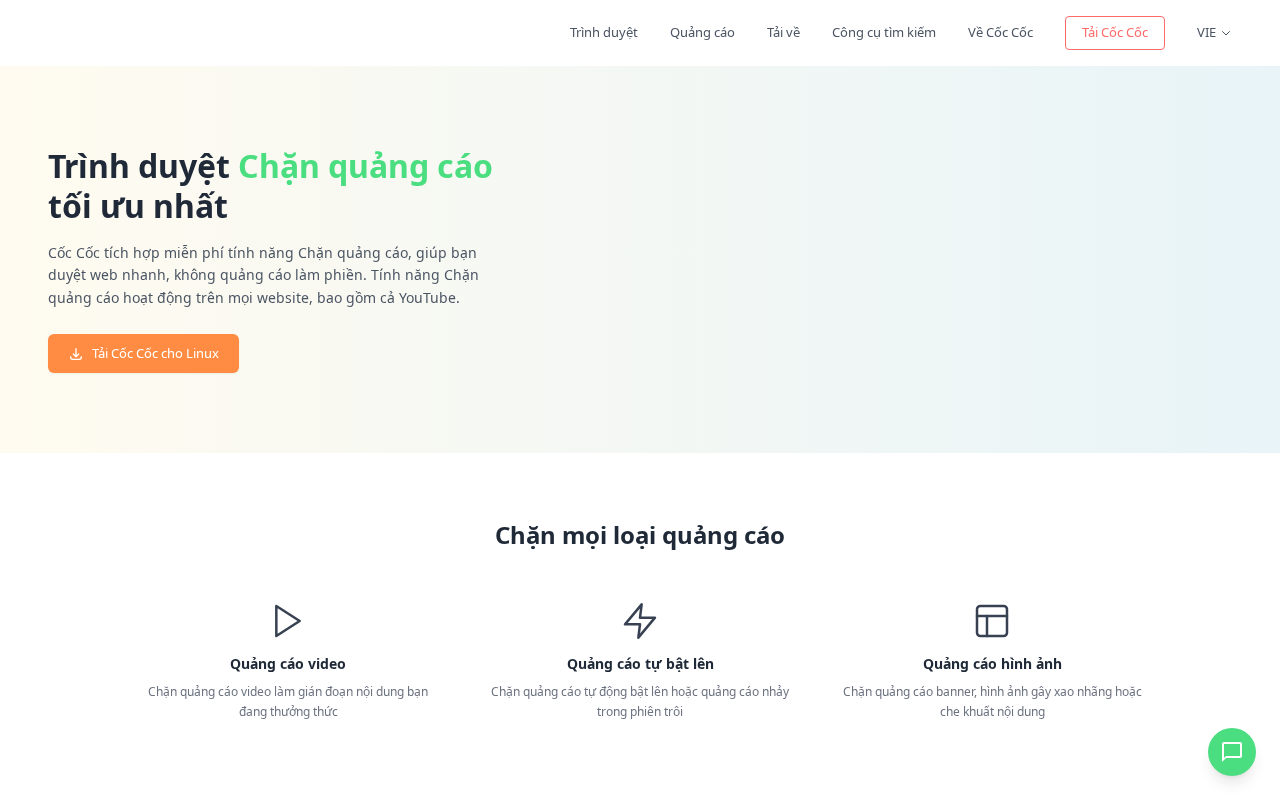 Trình duyệt
Quảng cáo
Tải về
Công cụ tìm kiếm
Về Cốc Cốc
Tải Cốc Cốc
VIE
Trình duyệt Chặn quảng cáo
tối ưu nhất
Cốc Cốc tích hợp miễn phí tính năng Chặn quảng cáo, giúp bạn
duyệt web nhanh, không quảng cáo làm phiền. Tính năng Chặn
quảng cáo hoạt động trên mọi website, bao gồm cả YouTube.
Tải Cốc Cốc cho Linux
Chặn mọi loại quảng cáo
Quảng cáo video
Chặn quảng cáo video làm gián đoạn nội dung bạn
đang thưởng thức
Quảng cáo tự bật lên
Chặn quảng cáo tự động bật lên hoặc quảng cáo nhảy
trong phiên trôi
Quảng cáo hình ảnh
Chặn quảng cáo banner, hình ảnh gây xao nhãng hoặc
che khuất nội dung